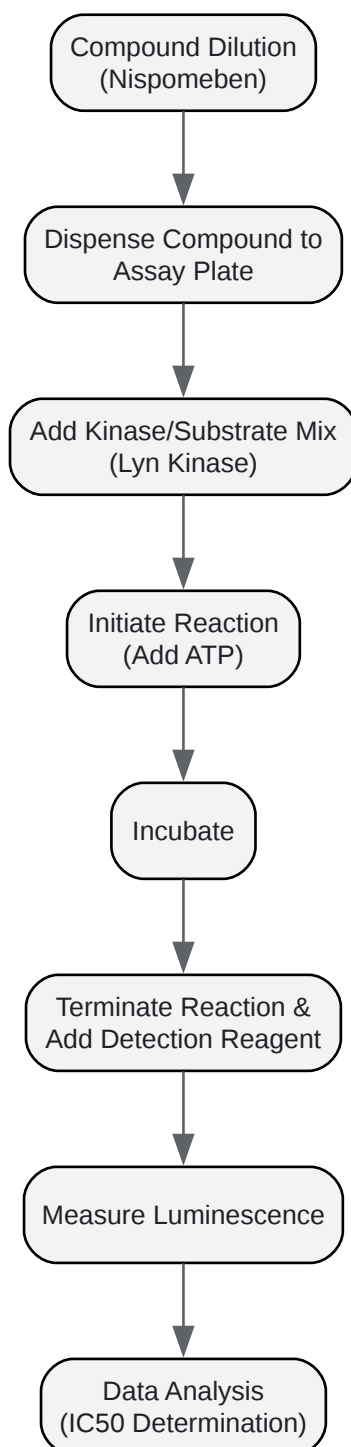 Compound Dilution
(Nispomeben)
Dispense Compound to
Assay Plate
Add Kinase/Substrate Mix
(Lyn Kinase)
Initiate Reaction
(Add ATP)
Incubate
Terminate Reaction &
Add Detection Reagent
Measure Luminescence
Data Analysis
(IC50 Determination)